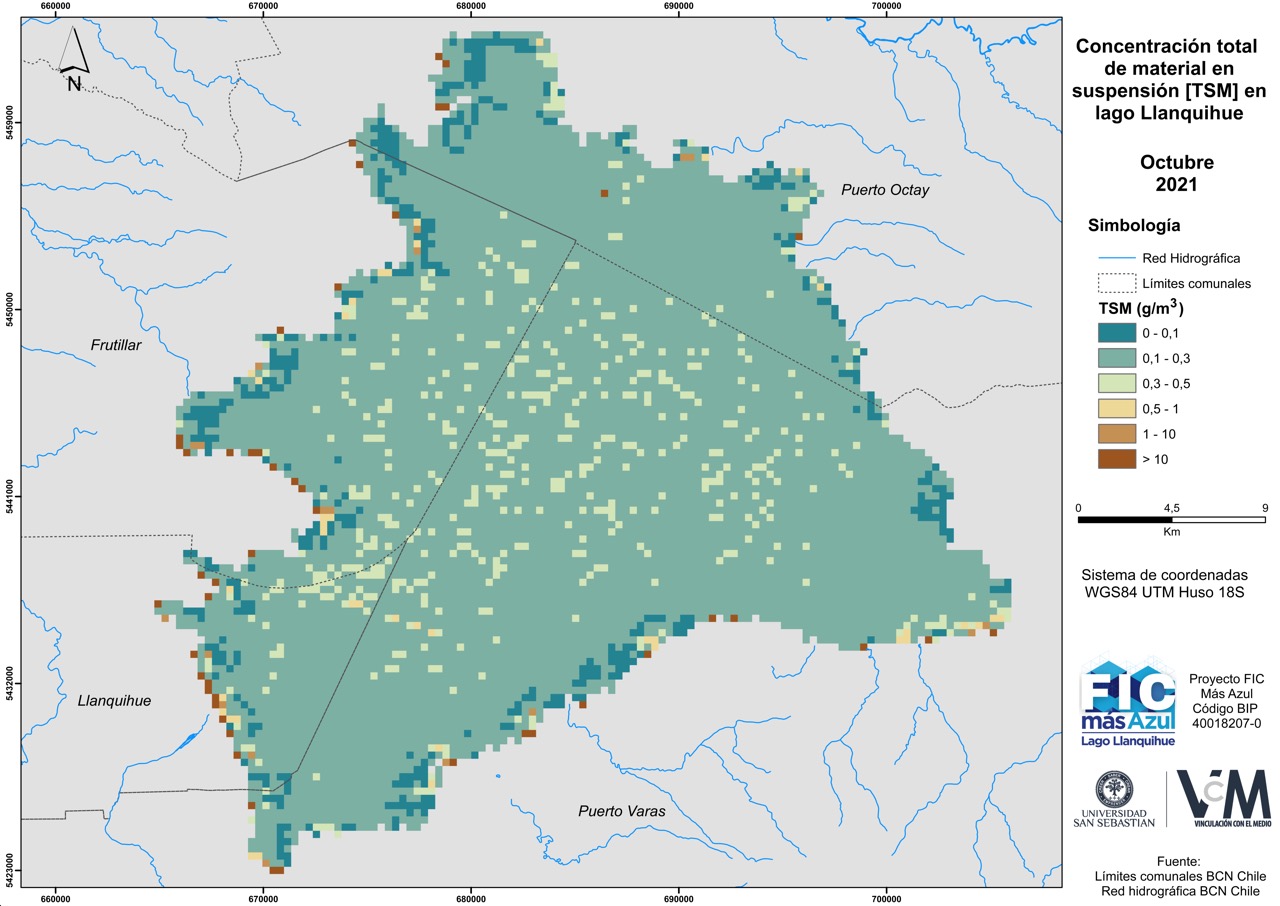 660000
670000
680000
690000
700000
N
5459000
5450000
5441000
5432000
5423000
Puerto Octay
Frutillar
Llanquihue
Puerto Varas
660000
670000
680000
690000
700000
Concentración total
de material en
suspensión [TSM] en
lago Llanquihue
Octubre
2021
Simbología
Red Hidrográfica
Límites comunales
TSM (g/m³)
0 - 0,1
0,1 - 0,3
0,3 - 0,5
0,5 - 1
1 - 10
> 10
0
4,5
9
Km
Sistema de coordenadas
WGS84 UTM Huso 18S
FIC
más Azul
Lago Llanquihue
Proyecto FIC
Más Azul
Código BIP
40018207-0
UNIVERSIDAD
SAN SEBASTIAN
VcM
VINCULACIÓN CON EL MEDIO
Fuente:
Límites comunales BCN Chile
Red hidrográfica BCN Chile